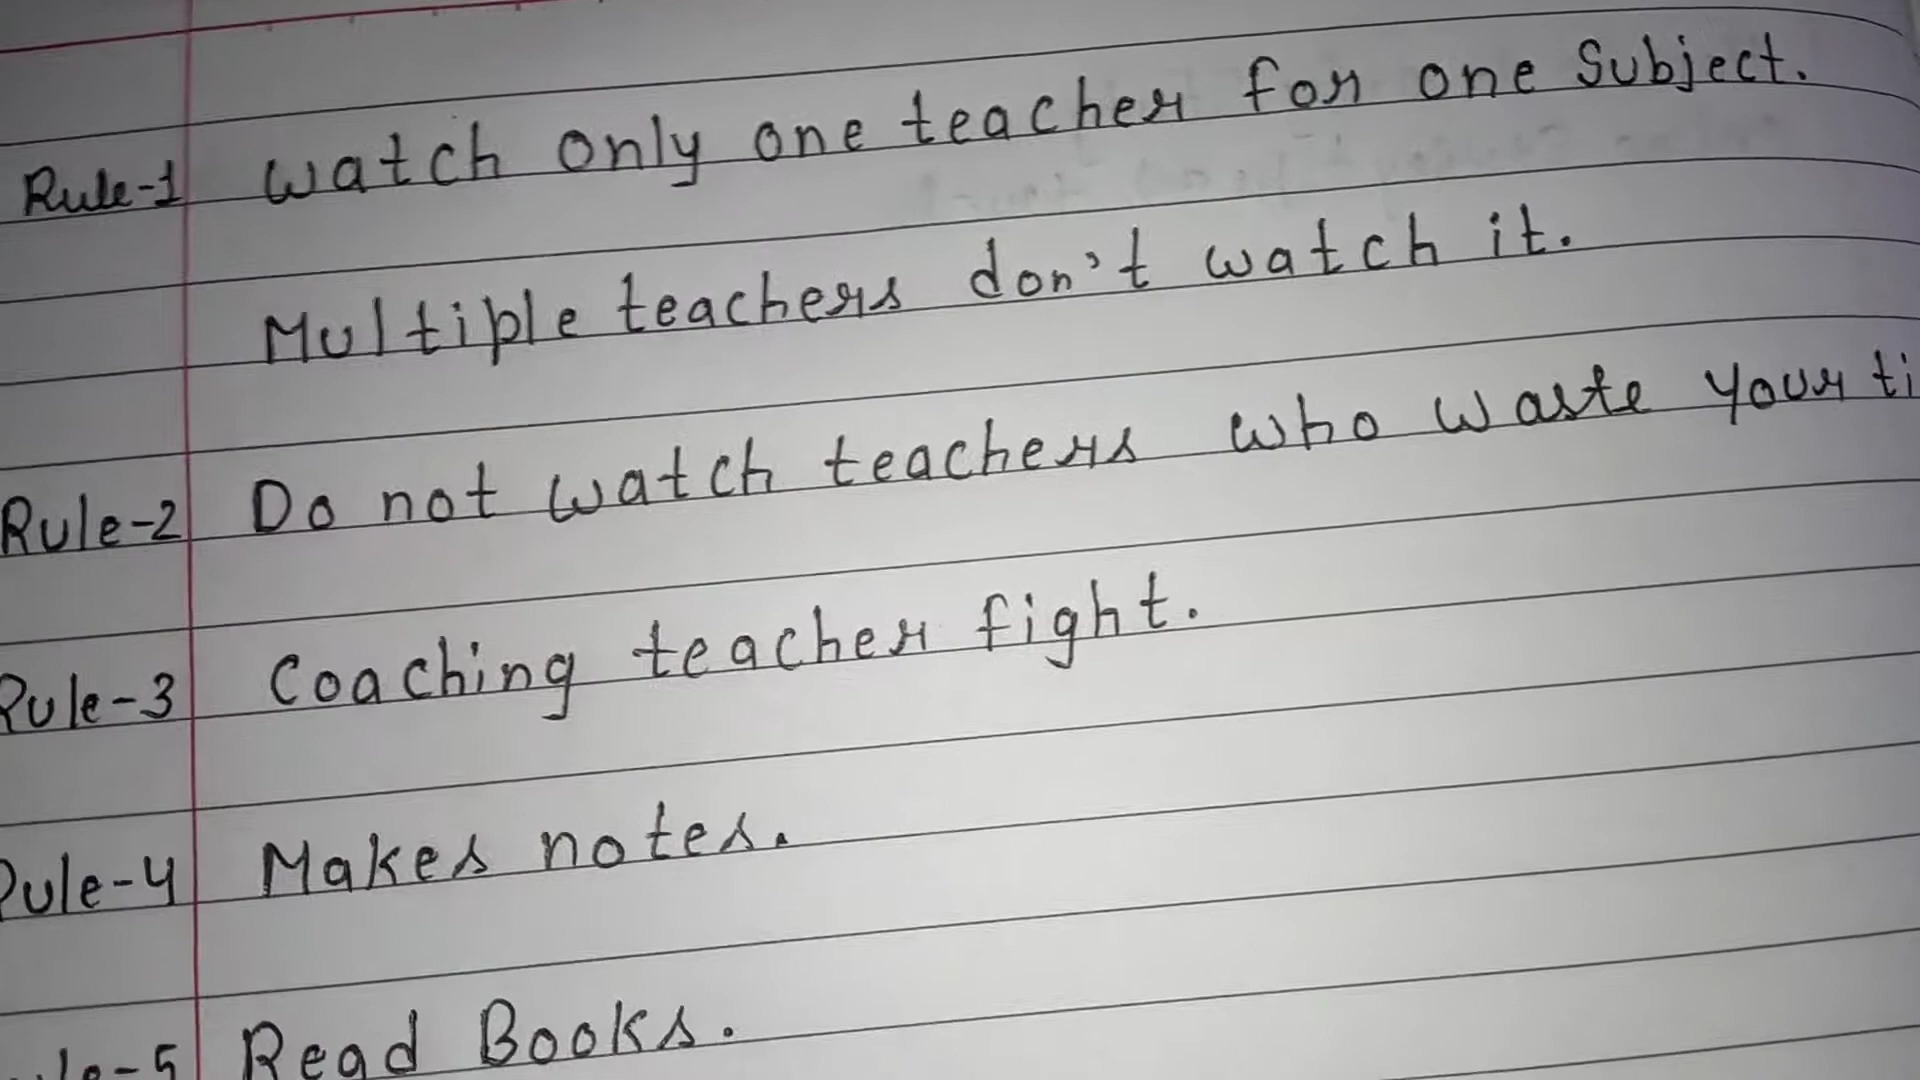 Rule-1 Watch only one teacher for one Subject.
Multiple teachers don't watch it.
Rule-2 Do not watch teachers who waste your ti
Rule-3 Coaching teacher fight.
Rule-4 Makes notes.
Read Books.